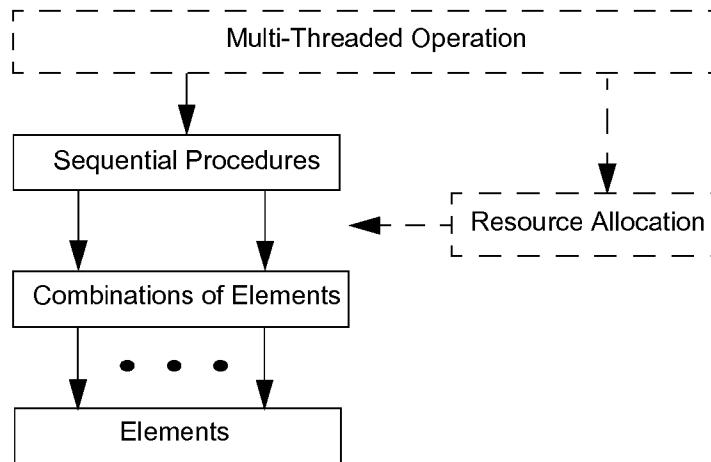 Multi-Threaded Operation
Sequential Procedures
Resource Allocation
Combinations of Elements
Elements